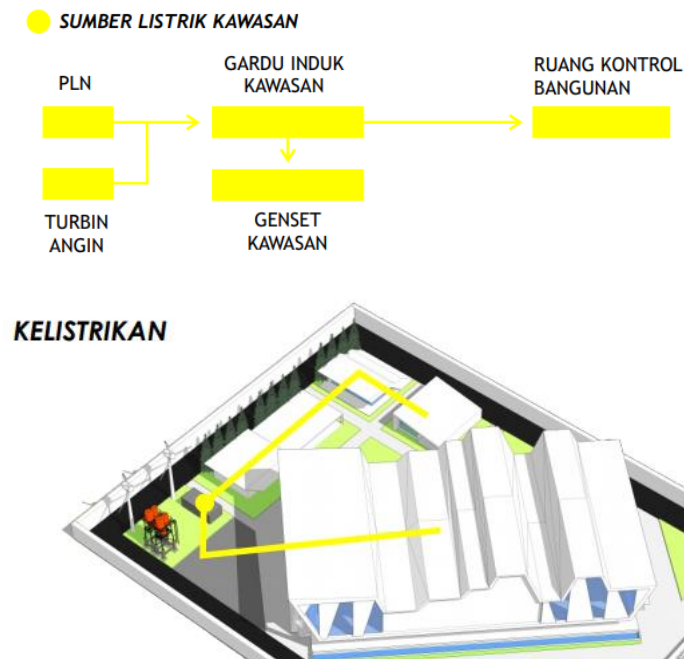 SUMBER LISTRIK KAWASAN
PLN
GARDU INDUK
KAWASAN
RUANG KONTROL
BANGUNAN
TURBIN
ANGIN
GENSET
KAWASAN
KELISTRIKAN